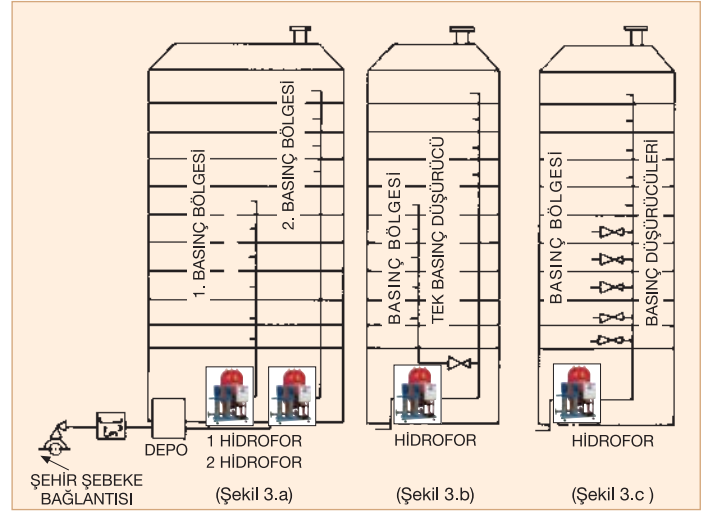 1. BASINÇ BÖLGESİ
2. BASINÇ BÖLGESİ
DEPO
1 HİDROFOR
2 HİDROFOR
ŞEHİR ŞEBEKE
BAĞLANTISI
(Şekil 3.a)
BASINÇ BÖLGESİ
TEK BASINÇ DÜŞÜRÜCÜ
HİDROFOR
(Şekil 3.b)
BASINÇ BÖLGESİ
BASINÇ DÜŞÜRÜCÜLERİ
HİDROFOR
(Şekil 3.c )